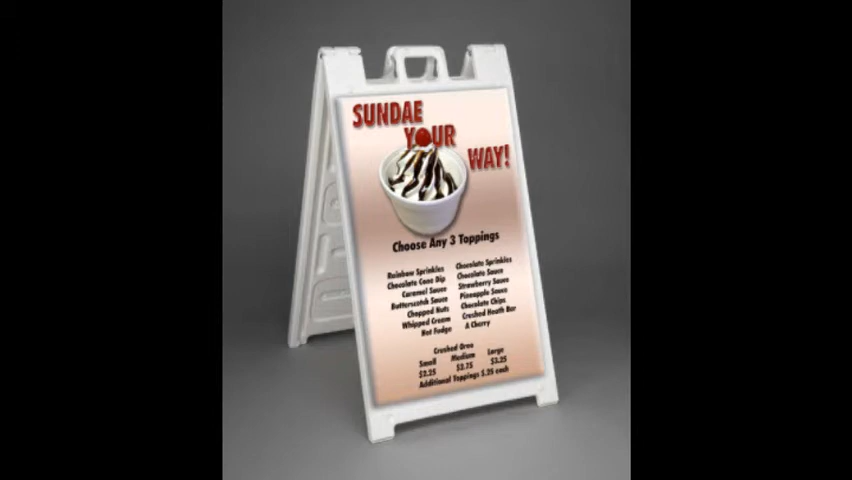 SUNDAE
YOUR
WAY!
Choose Any 3 Toppings
Rainbow Sprinkles
Chocolate Cone Dip
Caramel Sauce
Butterscotch Sauce
Chopped Nuts
Whipped Cream
Hot Fudge
Chocolate Sprinkles
Chocolate Sauce
Strawberry Sauce
Pineapple Sauce
Chocolate Chips
Crushed Heath Bar
A Cherry
Crushed Oreo
Small Medium Large
$2.25 $2.75 $3.25
Additional Toppings $.25 each